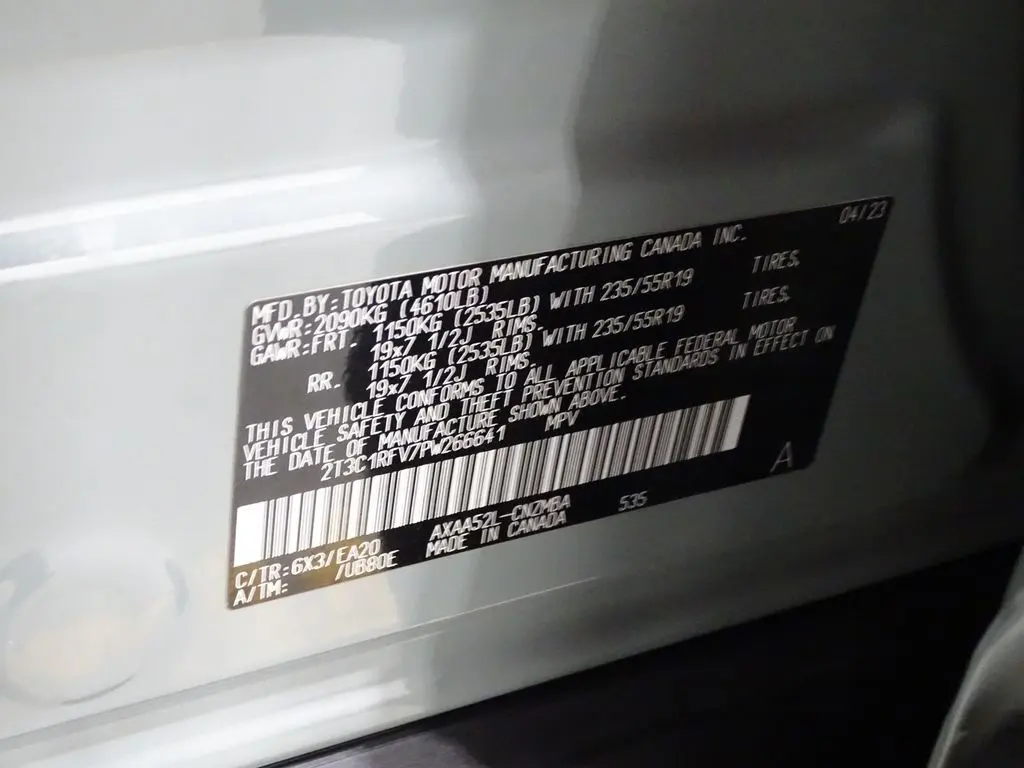 04/23
MFD. BY: TOYOTA MOTOR MANUFACTURING CANADA INC.
GVWR: 2090KG (4610LB)
GAWR: FRT. 1150KG (2535LB) WITH 235/55R19 TIRES,
19x7 1/2J RIMS.
RR. 1150KG (2535LB) WITH 235/55R19 TIRES,
19x7 1/2J RIMS.
THIS VEHICLE CONFORMS TO ALL APPLICABLE FEDERAL MOTOR
VEHICLE SAFETY AND THEFT PREVENTION STANDARDS IN EFFECT ON
THE DATE OF MANUFACTURE SHOWN ABOVE.
2T3C1RFV7PW266641 MPV
A
C/TR: 6X3/EA20 AXAA52L-CNZMBA 535
A/TM: /UB80E MADE IN CANADA